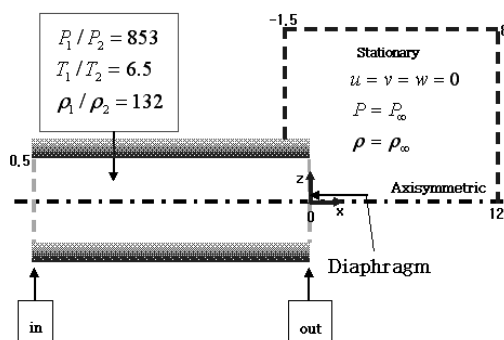 P₁ / P₂ = 853
T₁ / T₂ = 6.5
ρ₁ / ρ₂ = 132
-1.5
Stationary
u = v = w = 0
P = P∞
ρ = ρ∞
0.5
z
Axisymmetric
0
x
12
Diaphragm
in
out